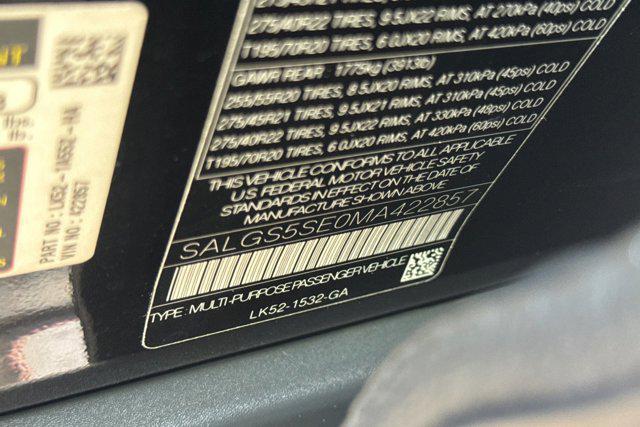 275/40R22 TIRES, 9.5JX22 RIMS, AT 270kPa (40psi) COLD
T195/70R20 TIRES, 6.0JX20 RIMS, AT 420kPa (60psi) COLD
GAWR REAR: 1775kg (3913lb)
255/55R20 TIRES, 8.5JX20 RIMS, AT 310kPa (45psi) COLD
275/45R21 TIRES, 9.5JX21 RIMS, AT 310kPa (45psi) COLD
275/40R22 TIRES, 9.5JX22 RIMS, AT 330kPa (48psi) COLD
T195/70R20 TIRES, 6.0JX20 RIMS, AT 420kPa (60psi) COLD
THIS VEHICLE CONFORMS TO ALL APPLICABLE
U.S. FEDERAL MOTOR VEHICLE SAFETY
STANDARDS IN EFFECT ON THE DATE OF
MANUFACTURE SHOWN ABOVE
SALGS5SE0MA422857
TYPE: MULTI-PURPOSE PASSENGER VEHICLE
LK52-1532-GA
lbs.
lb.
PART NO:
VIN NO : 422857